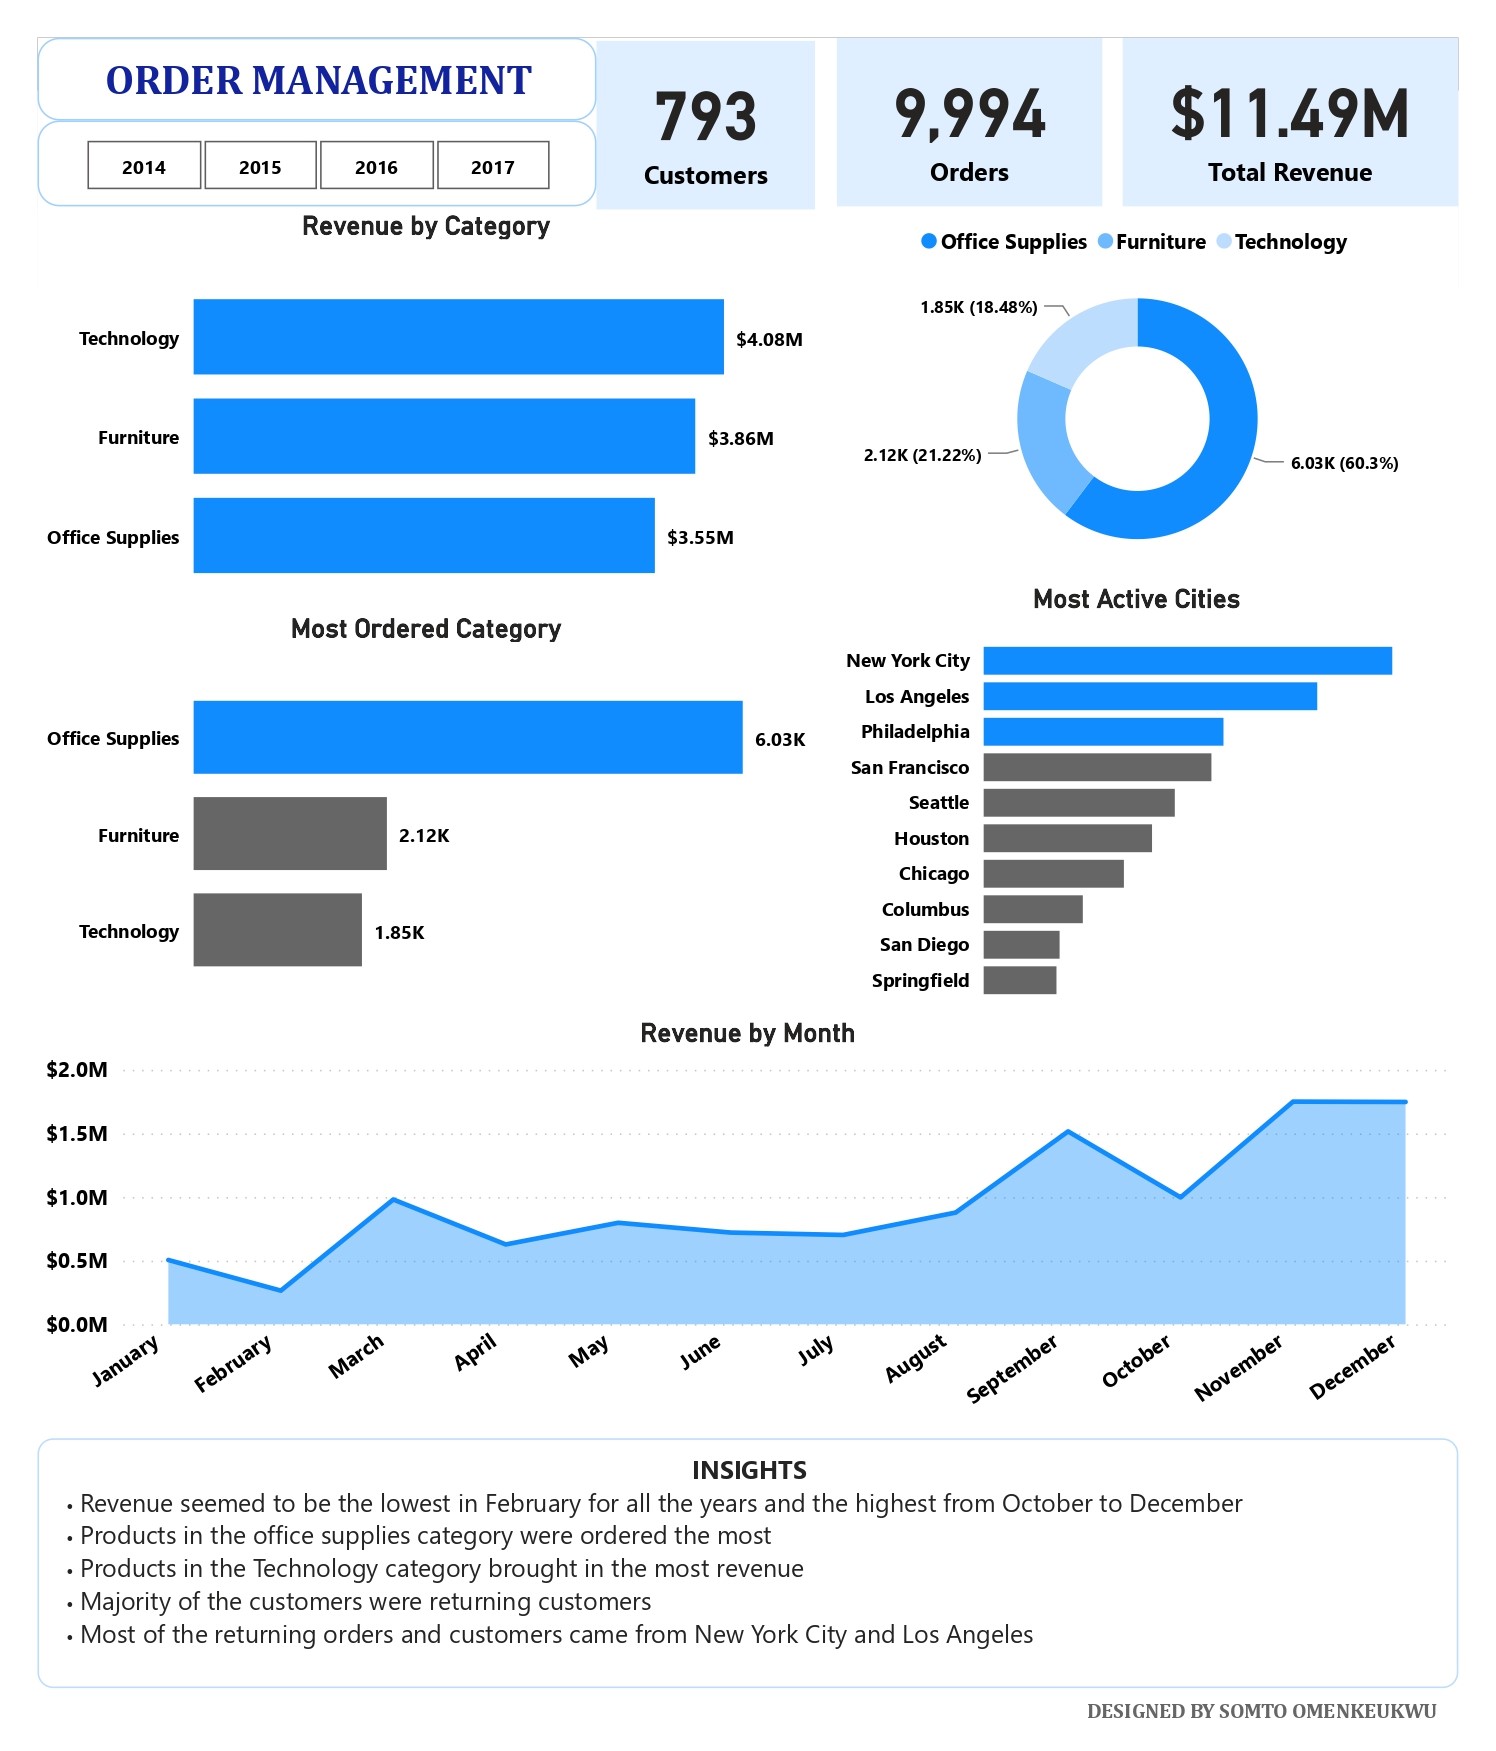 ORDER MANAGEMENT
2014
2015
2016
2017
793
Customers
9,994
Orders
$11.49M
Total Revenue
Revenue by Category
Technology
$4.08M
Furniture
$3.86M
Office Supplies
$3.55M
Office Supplies Furniture Technology
1.85K (18.48%)
2.12K (21.22%)
6.03K (60.3%)
Most Ordered Category
Office Supplies
6.03K
Furniture
2.12K
Technology
1.85K
Most Active Cities
New York City
Los Angeles
Philadelphia
San Francisco
Seattle
Houston
Chicago
Columbus
San Diego
Springfield
Revenue by Month
$2.0M
$1.5M
$1.0M
$0.5M
$0.0M
January
February
March
April
May
June
July
August
September
October
November
December
INSIGHTS
• Revenue seemed to be the lowest in February for all the years and the highest from October to December
• Products in the office supplies category were ordered the most
• Products in the Technology category brought in the most revenue
• Majority of the customers were returning customers
• Most of the returning orders and customers came from New York City and Los Angeles
DESIGNED BY SOMTO OMENKEUKWU